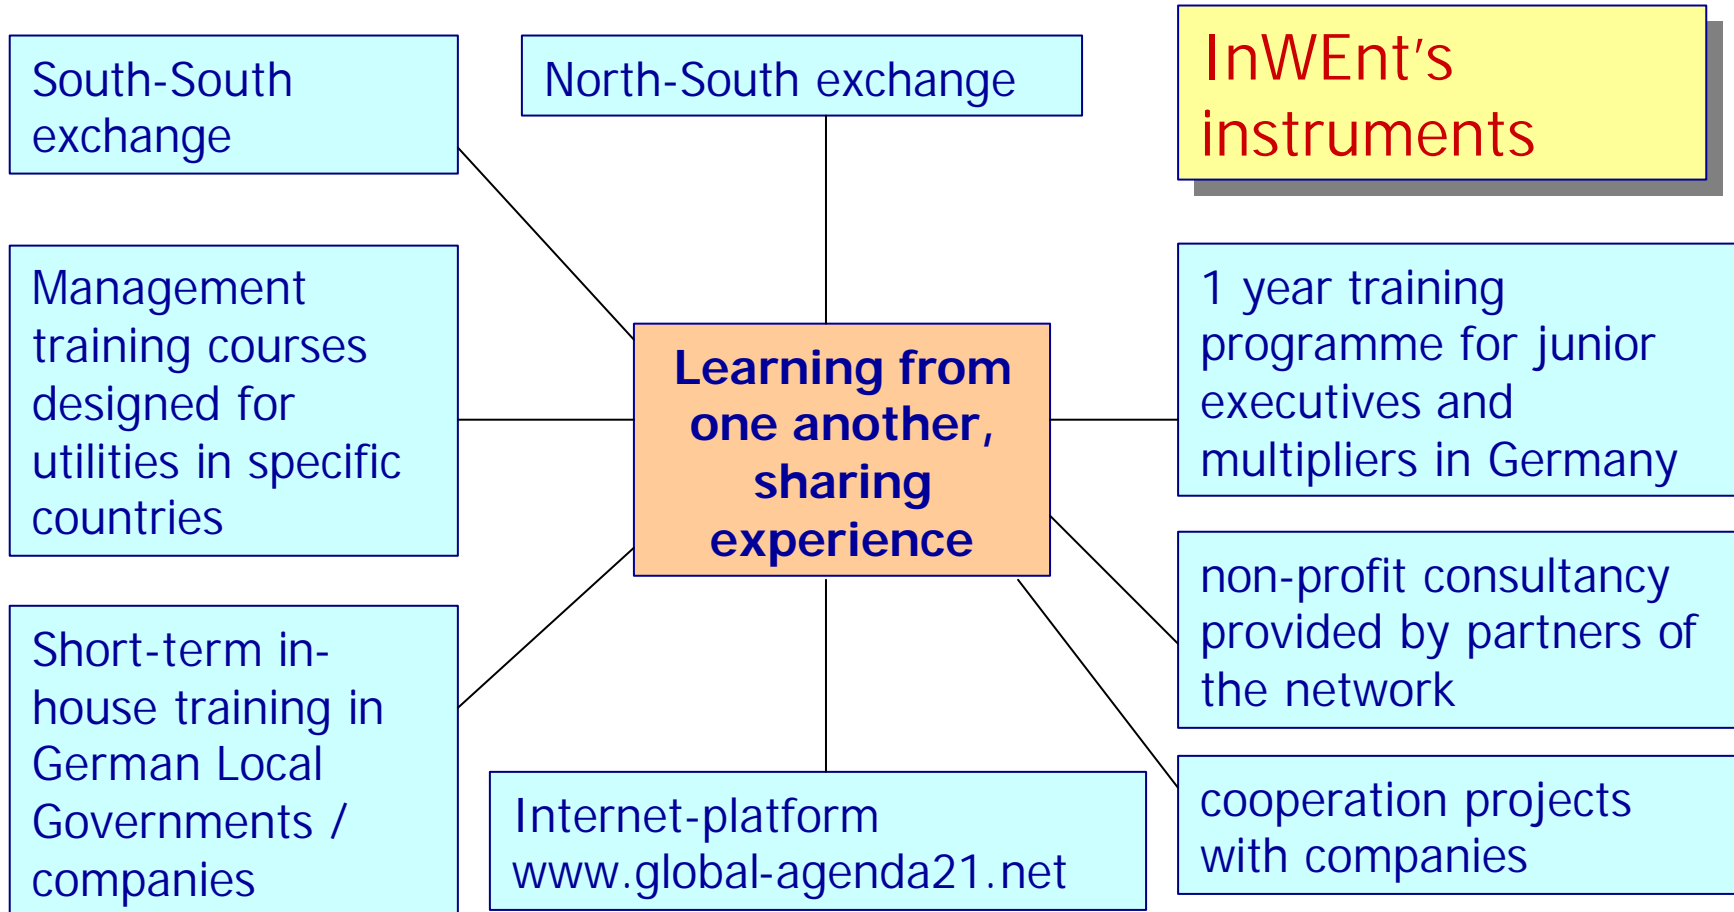 South-South
exchange
North-South exchange
InWEnt's
instruments
Management
training courses
designed for
utilities in specific
countries
Learning from
one another,
sharing
experience
1 year training
programme for junior
executives and
multipliers in Germany
non-profit consultancy
provided by partners of
the network
Short-term in-
house training in
German Local
Governments /
companies
Internet-platform
www.global-agenda21.net
cooperation projects
with companies